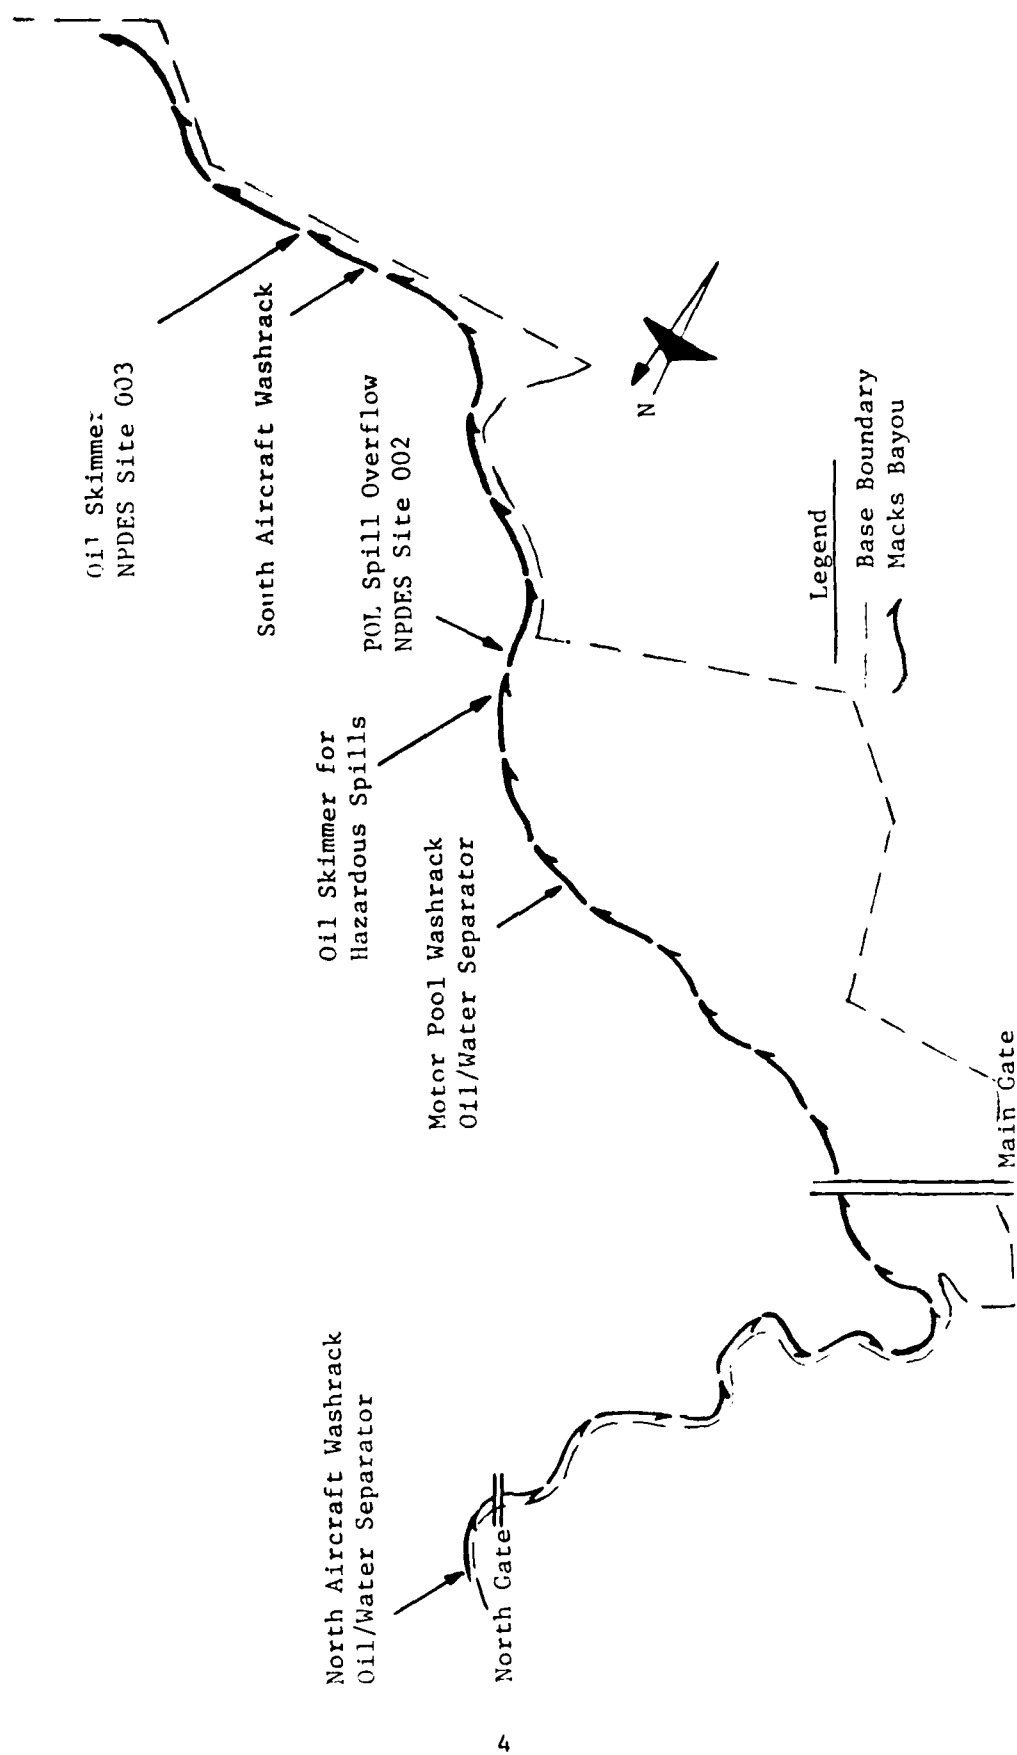 Oil Skimmer
NPDES Site 003
South Aircraft Washrack
POL Spill Overflow
NPDES Site 002
Oil Skimmer for
Hazardous Spills
Motor Pool Washrack
Oil/Water Separator
North Aircraft Washrack
Oil/Water Separator
North Gate
Main Gate
N
Legend
Base Boundary
Macks Bayou
4